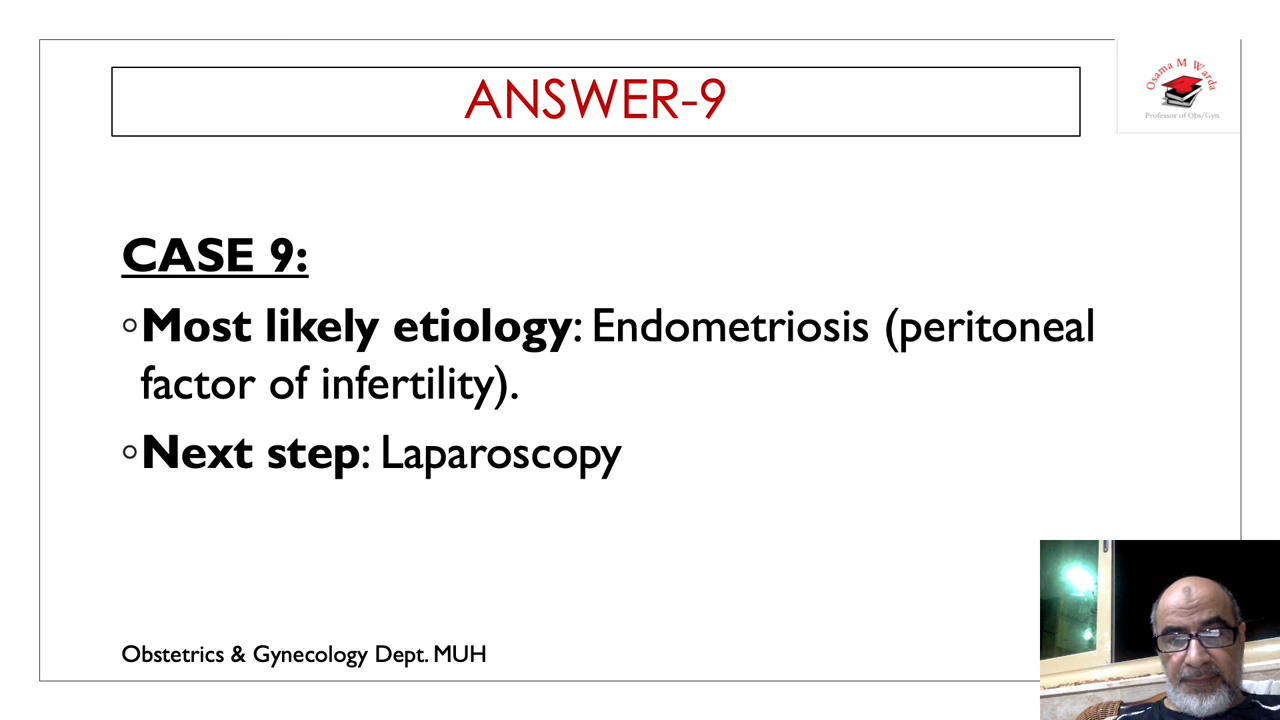 ANSWER-9
Osama M Warda
Professor of Obs/Gyn
CASE 9:
◦Most likely etiology: Endometriosis (peritoneal
factor of infertility).
◦Next step: Laparoscopy
Obstetrics & Gynecology Dept. MUH